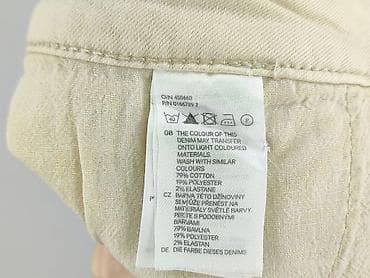 O/N 458660
GB THE COLOUR OF THIS
DENIM MAY TRANSFER
ONTO LIGHT COLOURED
MATERIALS.
WASH WITH SIMILAR
COLOURS
79% COTTON
19% POLYESTER
2% ELASTANE
CZ BARVA TÉTO DŽÍNOVINY
SE MŮŽE PŘENÉST NA
MATERIÁLY SVĚTLÉ BARVY.
PERTE S PODOBNÝMI
BARVAMI
79% BAVLNA
19% POLYESTER
2% ELASTAN
DE DIE FARBE DIESES DENIMS